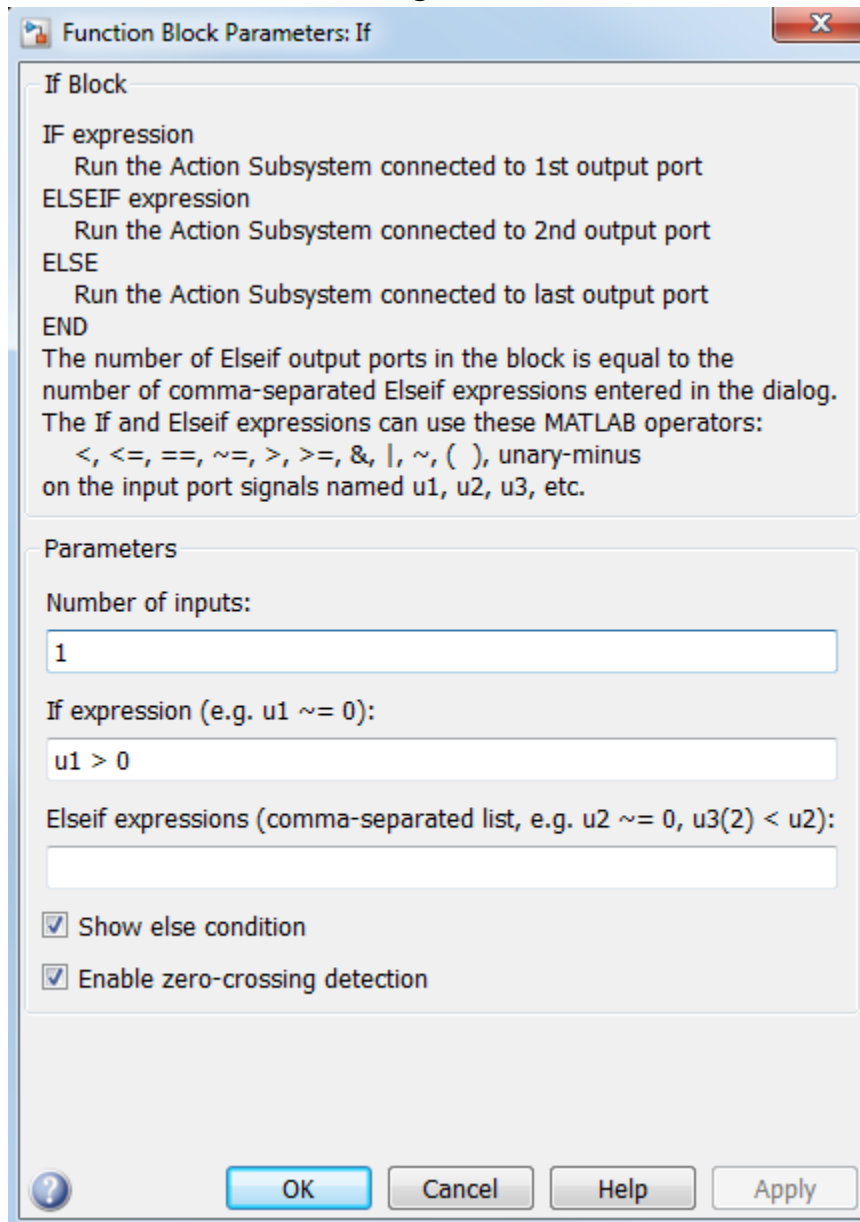 Function Block Parameters: If
If Block
IF expression
Run the Action Subsystem connected to 1st output port
ELSEIF expression
Run the Action Subsystem connected to 2nd output port
ELSE
Run the Action Subsystem connected to last output port
END
The number of Elseif output ports in the block is equal to the
number of comma-separated Elseif expressions entered in the dialog.
The If and Elseif expressions can use these MATLAB operators:
<, <=, ==, ~=, >, >=, &, |, ~, ( ), unary-minus
on the input port signals named u1, u2, u3, etc.
Parameters
Number of inputs:
1
If expression (e.g. u1 ~= 0):
u1 > 0
Elseif expressions (comma-separated list, e.g. u2 ~= 0, u3(2) < u2):
Show else condition
Enable zero-crossing detection
? OK Cancel Help Apply